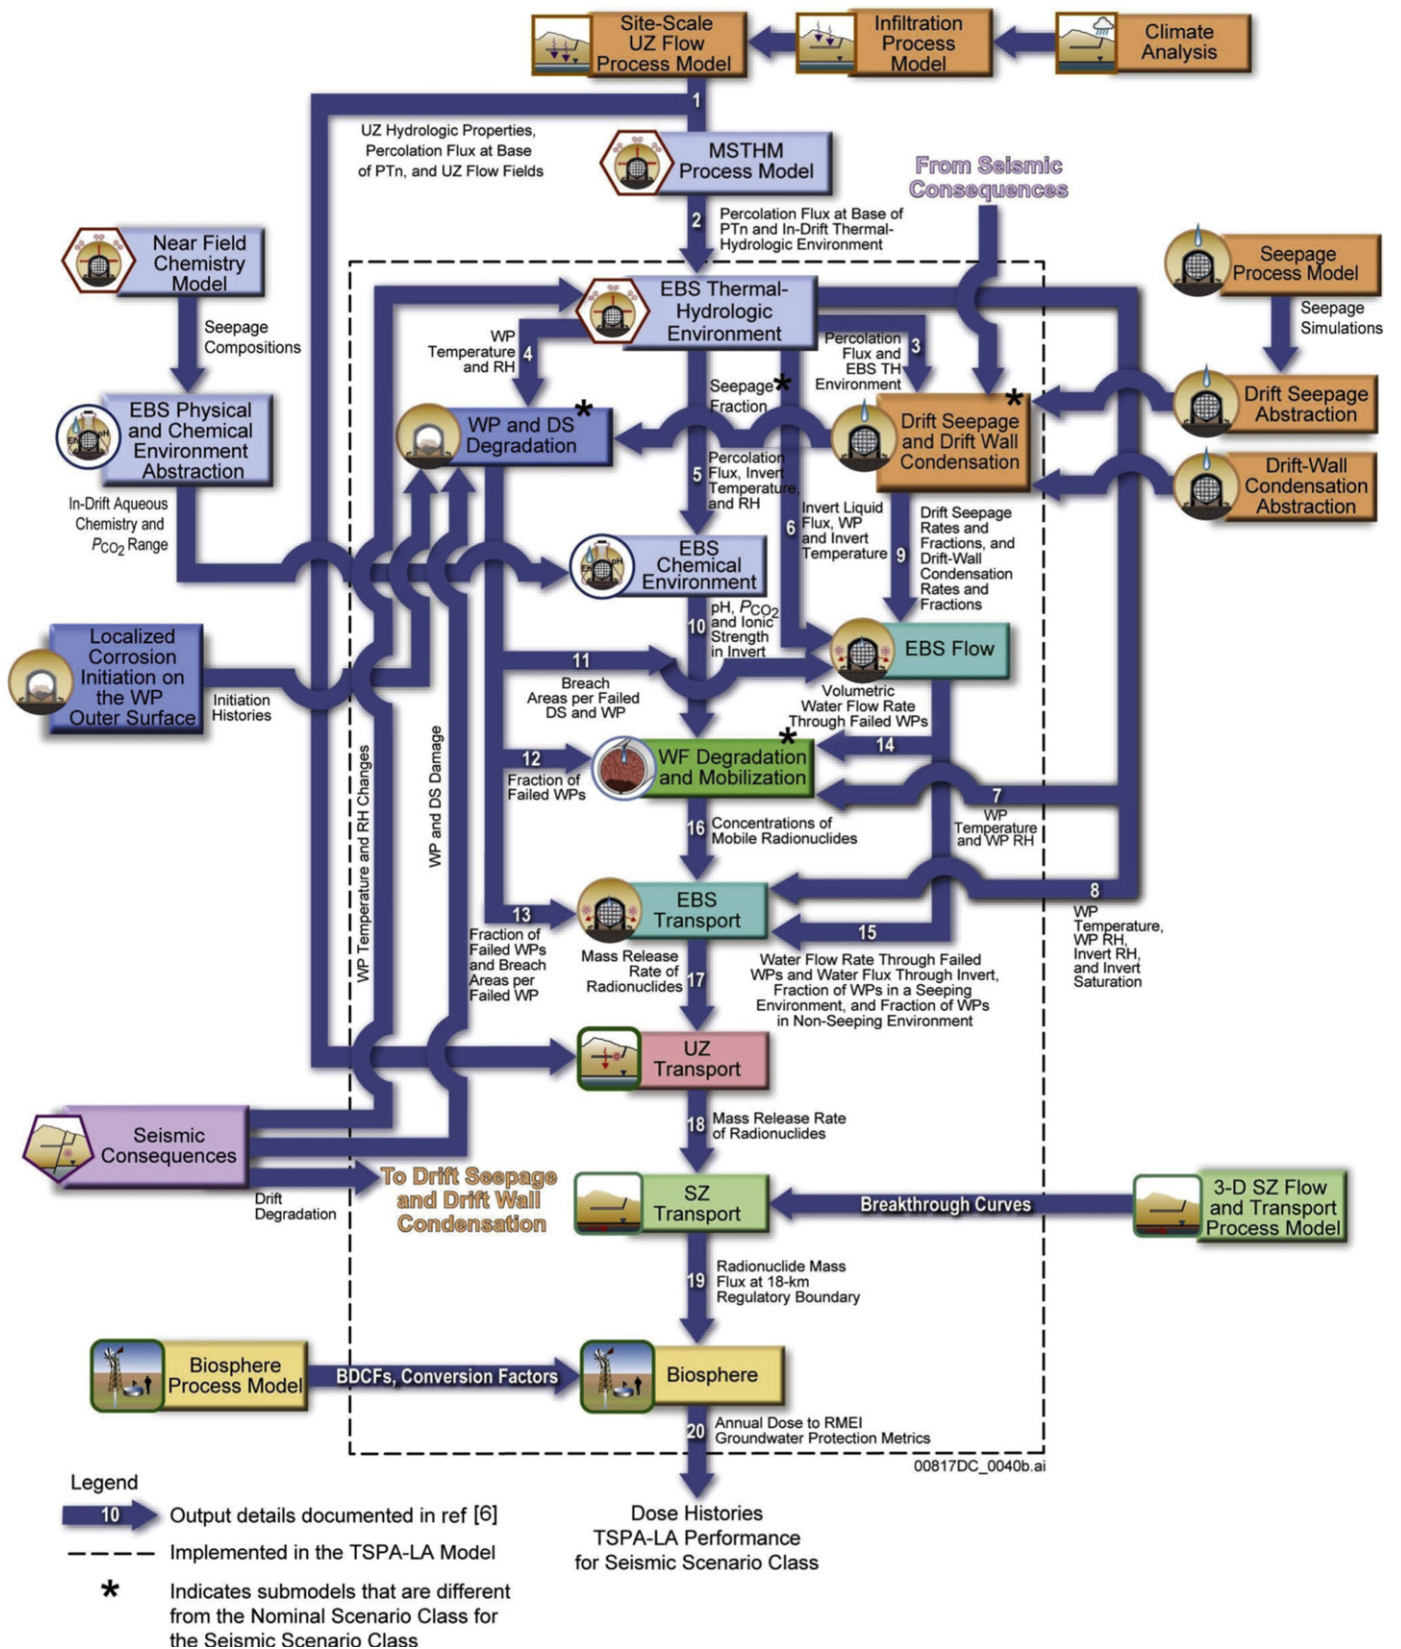 Site-Scale
UZ Flow
Process Model
Infiltration
Process
Model
Climate
Analysis
1
UZ Hydrologic Properties,
Percolation Flux at Base
of PTn, and UZ Flow Fields
MSTHM
Process Model
From Seismic
Consequences
2
Percolation Flux at Base of
PTn and In-Drift Thermal-
Hydrologic Environment
Near Field
Chemistry
Model
Seepage
Process Model
Seepage
Compositions
EBS Thermal-
Hydrologic
Environment
Seepage
Simulations
WP
Temperature
and RH
4
Percolation
Flux and
EBS TH
Environment
3
Seepage *
Fraction
EBS Physical
and Chemical
Environment
Abstraction
WP and DS *
Degradation
Drift Seepage *
and Drift Wall
Condensation
Drift Seepage
Abstraction
Drift-Wall
Condensation
Abstraction
5
Percolation
Flux, Invert
Temperature,
and RH
6
Invert Liquid
Flux, WP
and Invert
Temperature
9
Drift Seepage
Rates and
Fractions, and
Drift-Wall
Condensation
Rates and
Fractions
In-Drift Aqueous
Chemistry and
PCO2 Range
EBS
Chemical
Environment
10
pH, PCO2
and Ionic
Strength
in Invert
Localized
Corrosion
Initiation on
the WP
Outer Surface
Initiation
Histories
11
Breach
Areas per Failed
DS and WP
EBS Flow
Volumetric
Water Flow Rate
Through Failed WPs
WP Temperature and RH Changes
WP and DS Damage
12
Fraction of
Failed WPs
WF Degradation *
and Mobilization
14
7
WP
Temperature
and WP RH
16
Concentrations of
Mobile Radionuclides
EBS
Transport
8
WP
Temperature,
WP RH,
Invert RH,
and Invert
Saturation
13
Fraction of
Failed WPs
and Breach
Areas per
Failed WP
15
Water Flow Rate Through Failed
WPs and Water Flux Through Invert,
Fraction of WPs in a Seeping
Environment, and Fraction of WPs
in Non-Seeping Environment
Mass Release
Rate of
Radionuclides
17
UZ
Transport
18
Mass Release Rate
of Radionuclides
Seismic
Consequences
Drift
Degradation
To Drift Seepage
and Drift Wall
Condensation
SZ
Transport
Breakthrough Curves
3-D SZ Flow
and Transport
Process Model
19
Radionuclide Mass
Flux at 18-km
Regulatory Boundary
Biosphere
Process Model
BDCFs, Conversion Factors
Biosphere
20
Annual Dose to RMEI
Groundwater Protection Metrics
00817DC_0040b.ai
Dose Histories
TSPA-LA Performance
for Seismic Scenario Class
Legend
10 Output details documented in ref [6]
Implemented in the TSPA-LA Model
* Indicates submodels that are different
from the Nominal Scenario Class for
the Seismic Scenario Class